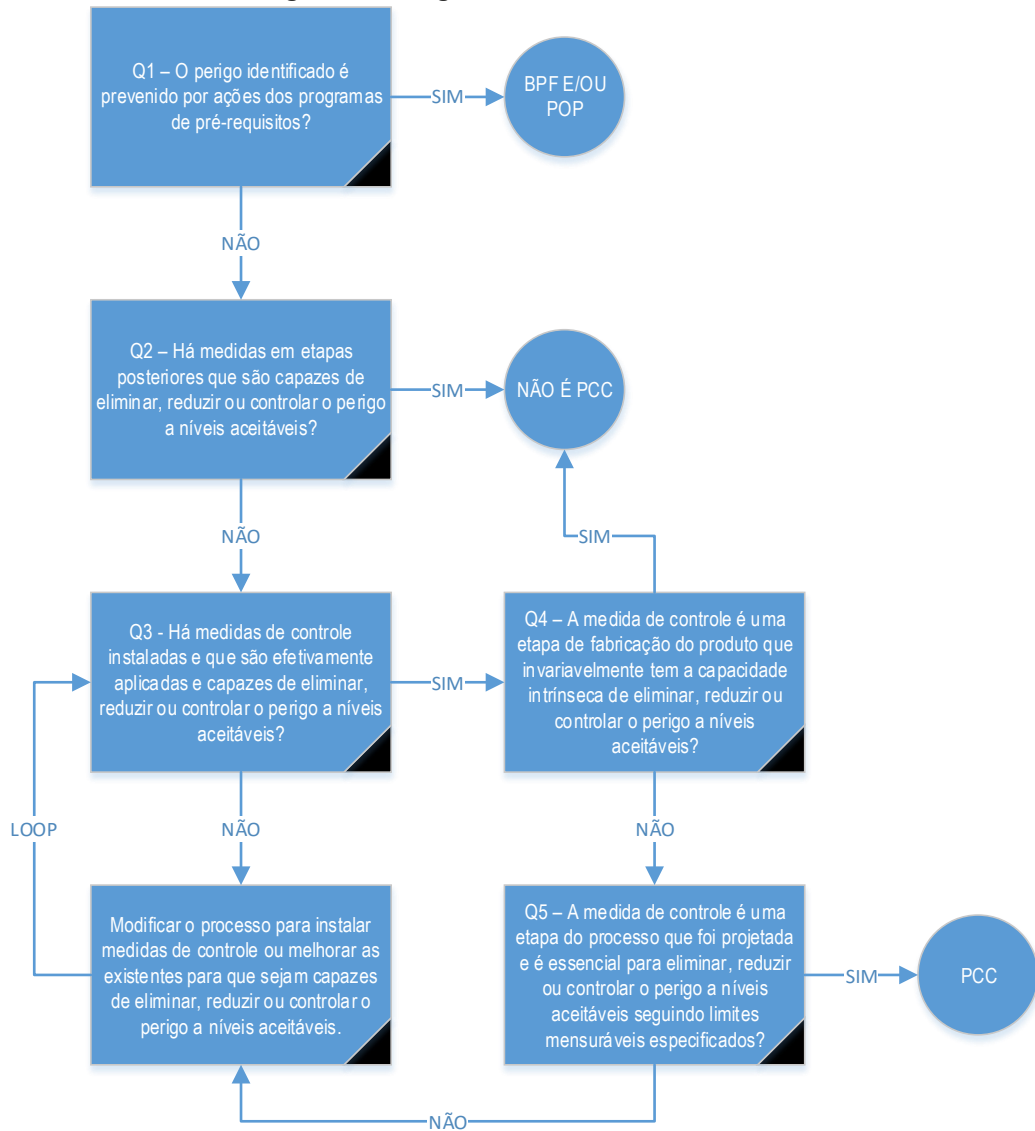 Q1 – O perigo identificado é
prevenido por ações dos programas
de pré-requisitos?
SIM
BPF E/OU
POP
NÃO
Q2 – Há medidas em etapas
posteriores que são capazes de
eliminar, reduzir ou controlar o perigo
a níveis aceitáveis?
SIM
NÃO É PCC
NÃO
SIM
Q3 - Há medidas de controle
instaladas e que são efetivamente
aplicadas e capazes de eliminar,
reduzir ou controlar o perigo a níveis
aceitáveis?
SIM
Q4 – A medida de controle é uma
etapa de fabricação do produto que
invariavelmente tem a capacidade
intrínseca de eliminar, reduzir ou
controlar o perigo a níveis
aceitáveis?
LOOP
NÃO
NÃO
Modificar o processo para instalar
medidas de controle ou melhorar as
existentes para que sejam capazes
de eliminar, reduzir ou controlar o
perigo a níveis aceitáveis.
Q5 – A medida de controle é uma
etapa do processo que foi projetada
e é essencial para eliminar, reduzir
ou controlar o perigo a níveis
aceitáveis seguindo limites
mensuráveis especificados?
SIM
PCC
NÃO